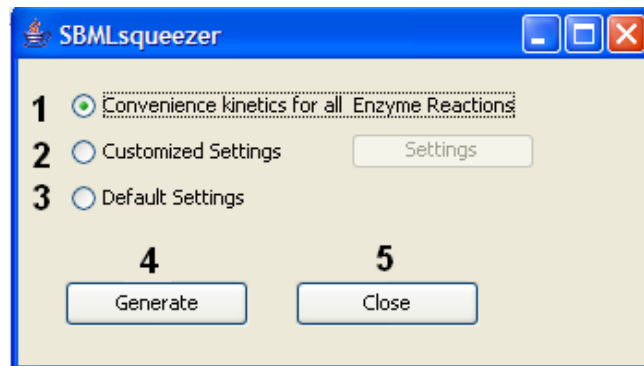 SBMLsqueezer
1 Convenience kinetics for all Enzyme Reactions
2 Customized Settings Settings
3 Default Settings
4 5
Generate Close